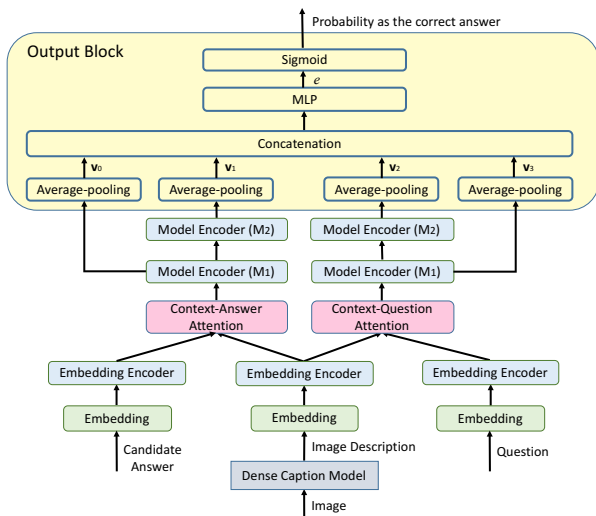 Probability as the correct answer
Output Block
Sigmoid
e
MLP
Concatenation
v0 v1 v2 v3
Average-pooling Average-pooling Average-pooling Average-pooling
Model Encoder (M2) Model Encoder (M2)
Model Encoder (M1) Model Encoder (M1)
Context-Answer Context-Question
Attention Attention
Embedding Encoder Embedding Encoder Embedding Encoder
Embedding Embedding Embedding
Candidate
Answer
Image Description
Question
Dense Caption Model
Image